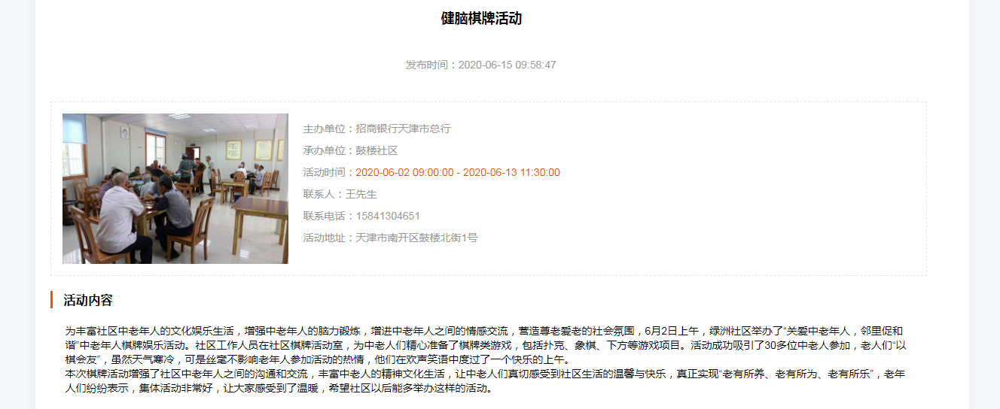 健脑棋牌活动
发布时间：2020-06-15 09:58:47
主办单位：招商银行天津市总行
承办单位：鼓楼社区
活动时间：2020-06-02 09:00:00 - 2020-06-13 11:30:00
联系人：王先生
联系电话：15841304651
活动地址：天津市南开区鼓楼北街1号
活动内容
为丰富社区中老年人的文化娱乐生活，增强中老年人的脑力锻炼，增进中老年人之间的情感交流，营造尊老爱老的社会氛围，6月2日上午，绿洲社区举办了“关爱中老年人，邻里促和
谐”中老年人棋牌娱乐活动。社区工作人员在社区棋牌活动室，为中老人们精心准备了棋牌类游戏，包括扑克、象棋、下方等游戏项目。活动成功吸引了30多位中老人参加，老人们“以
棋会友”，虽然天气寒冷，可是丝毫不影响老年人参加活动的热情，他们在欢声笑语中度过了一个快乐的上午。
本次棋牌活动增强了社区中老年人之间的沟通和交流，丰富中老人的精神文化生活，让中老人们真切感受到社区生活的温馨与快乐，真正实现“老有所养、老有所为、老有所乐”，老年
人们纷纷表示，集体活动非常好，让大家感受到了温暖，希望社区以后能多举办这样的活动。